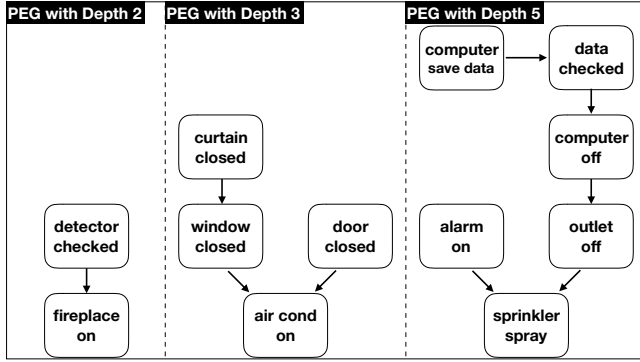 PEG with Depth 2
detector
checked
fireplace
on
PEG with Depth 3
curtain
closed
window
closed
door
closed
air cond
on
PEG with Depth 5
computer
save data
data
checked
computer
off
alarm
on
outlet
off
sprinkler
spray